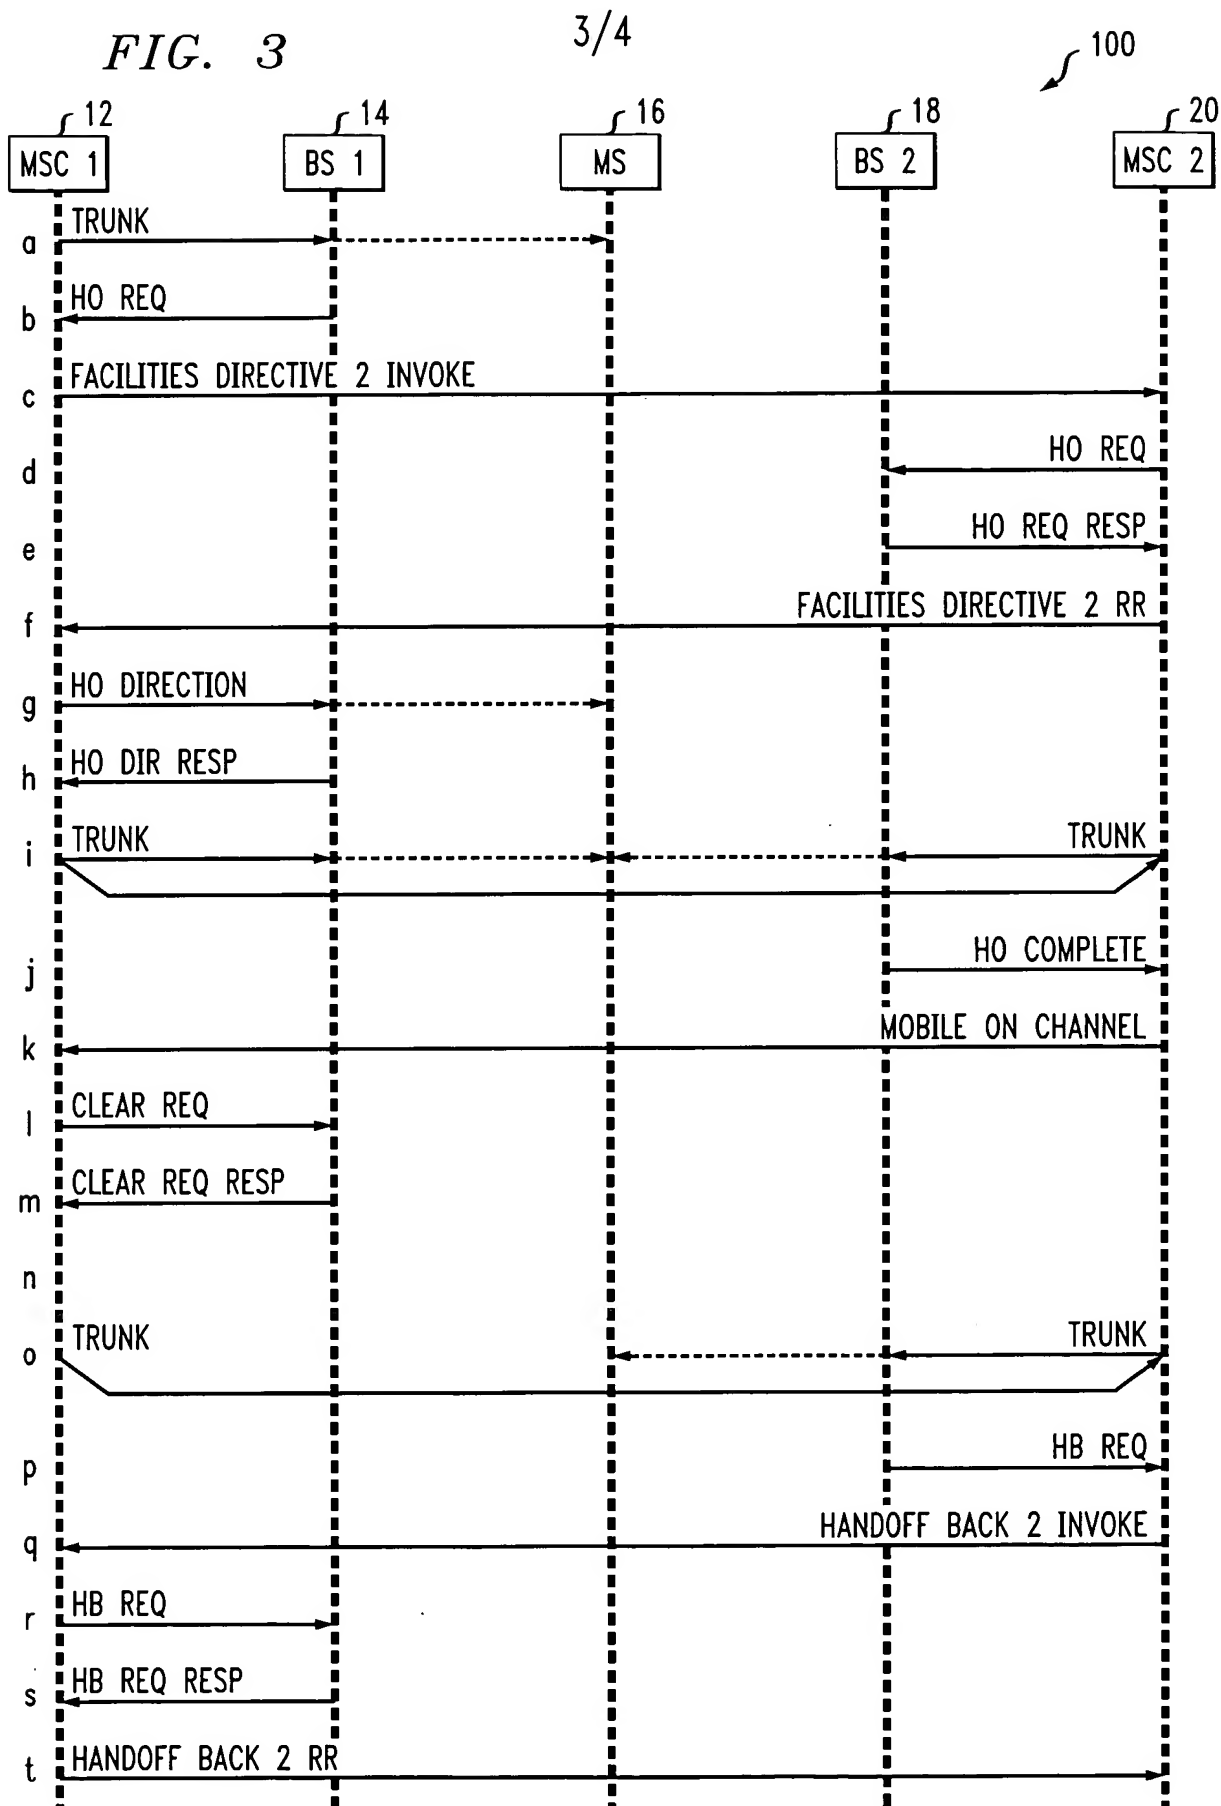 FIG. 3
3/4
100
12 14 16 18 20
MSC 1 BS 1 MS BS 2 MSC 2
a TRUNK
b HO REQ
c FACILITIES DIRECTIVE 2 INVOKE
d HO REQ
e HO REQ RESP
f FACILITIES DIRECTIVE 2 RR
g HO DIRECTION
h HO DIR RESP
i TRUNK TRUNK
j HO COMPLETE
k MOBILE ON CHANNEL
l CLEAR REQ
m CLEAR REQ RESP
n
o TRUNK TRUNK
p HB REQ
q HANDOFF BACK 2 INVOKE
r HB REQ
s HB REQ RESP
t HANDOFF BACK 2 RR